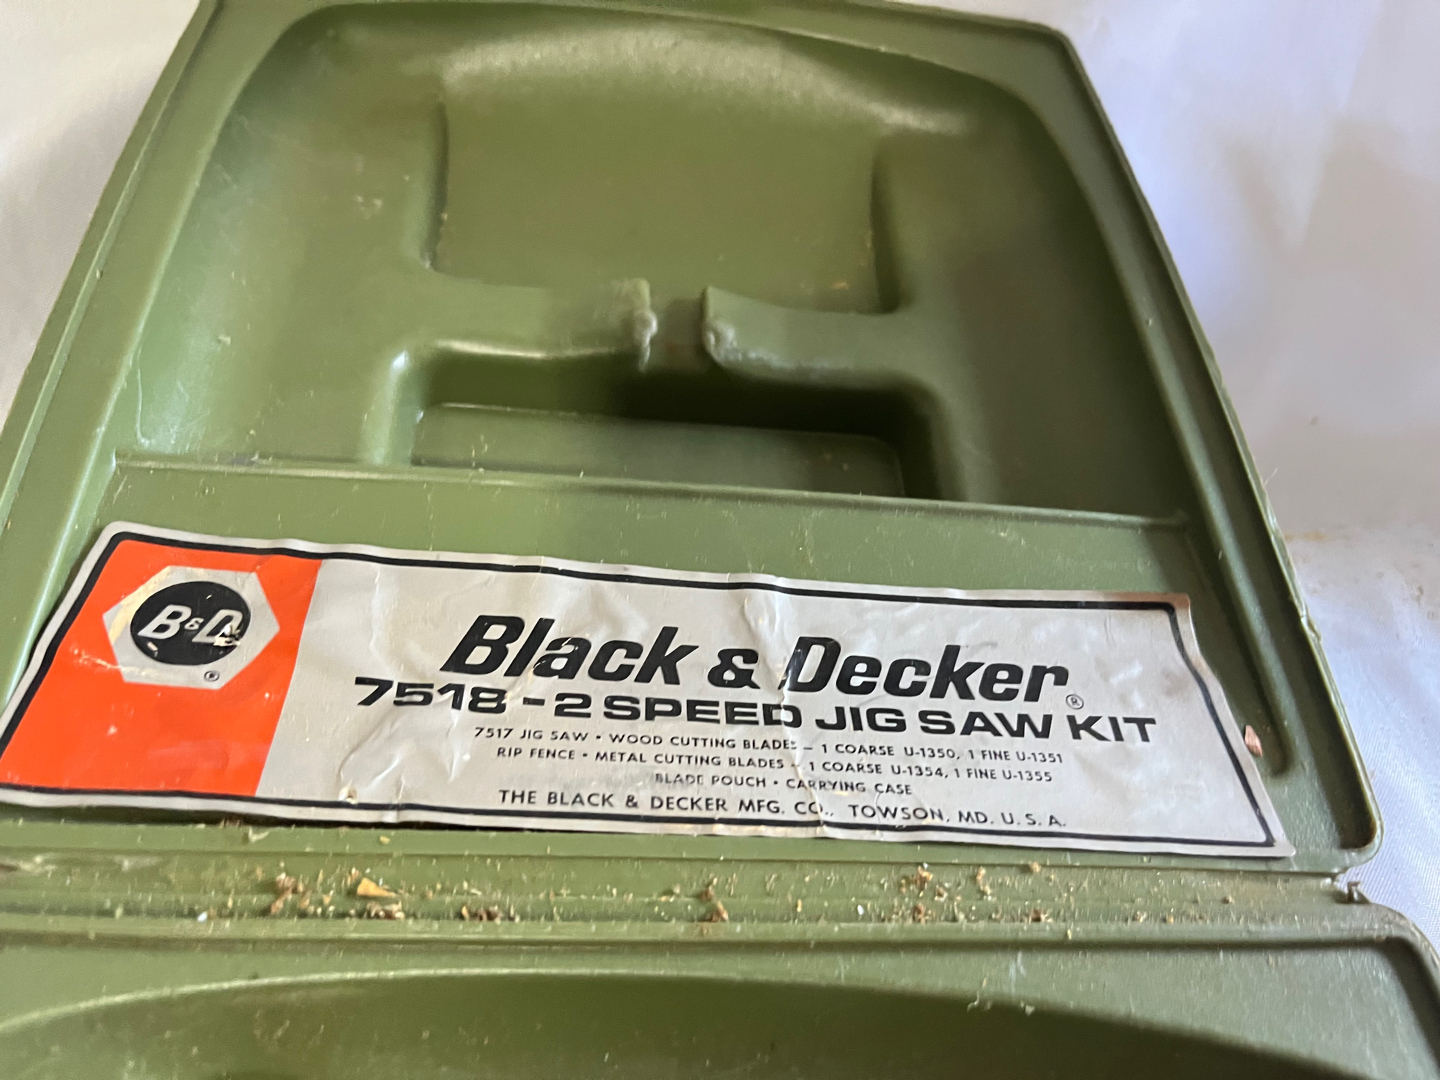 B&D
®
Black & Decker®
7518-2 SPEED JIG SAW KIT
7517 JIG SAW • WOOD CUTTING BLADES — 1 COARSE U-1350, 1 FINE U-1351
RIP FENCE • METAL CUTTING BLADES — 1 COARSE U-1354, 1 FINE U-1355
BLADE POUCH • CARRYING CASE
THE BLACK & DECKER MFG. CO., TOWSON, MD. U.S.A.